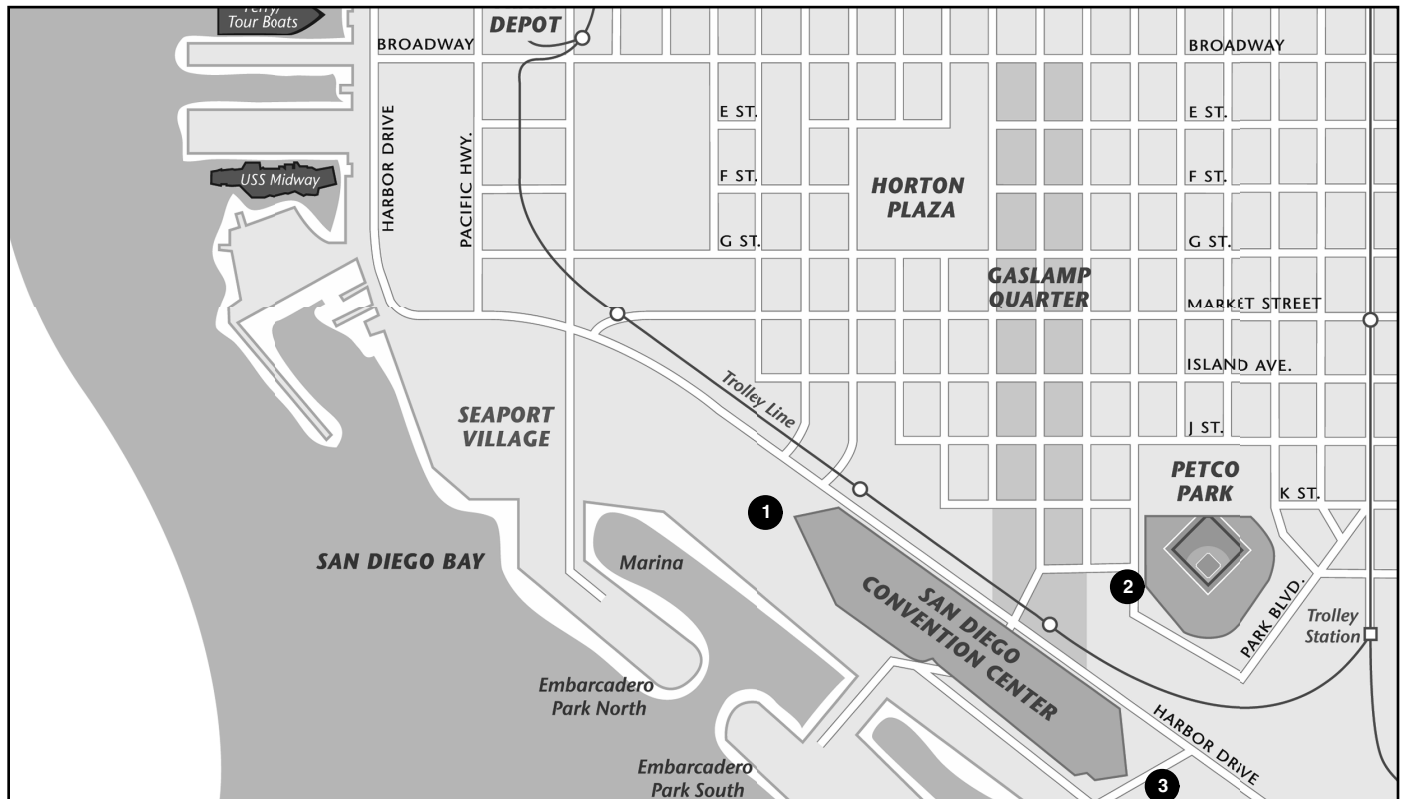 Ferry/
Tour Boats
DEPOT
BROADWAY
BROADWAY
E ST.
E ST.
HARBOR DRIVE
PACIFIC HWY.
USS Midway
F ST.
F ST.
HORTON
PLAZA
G ST.
G ST.
GASLAMP
QUARTER
MARKET STREET
ISLAND AVE.
Trolley Line
SEAPORT
VILLAGE
J ST.
PETCO
PARK
K ST.
1
SAN DIEGO BAY
Marina
2
SAN DIEGO
CONVENTION CENTER
PARK BLVD.
Trolley
Station
Embarcadero
Park North
HARBOR DRIVE
Embarcadero
Park South
3